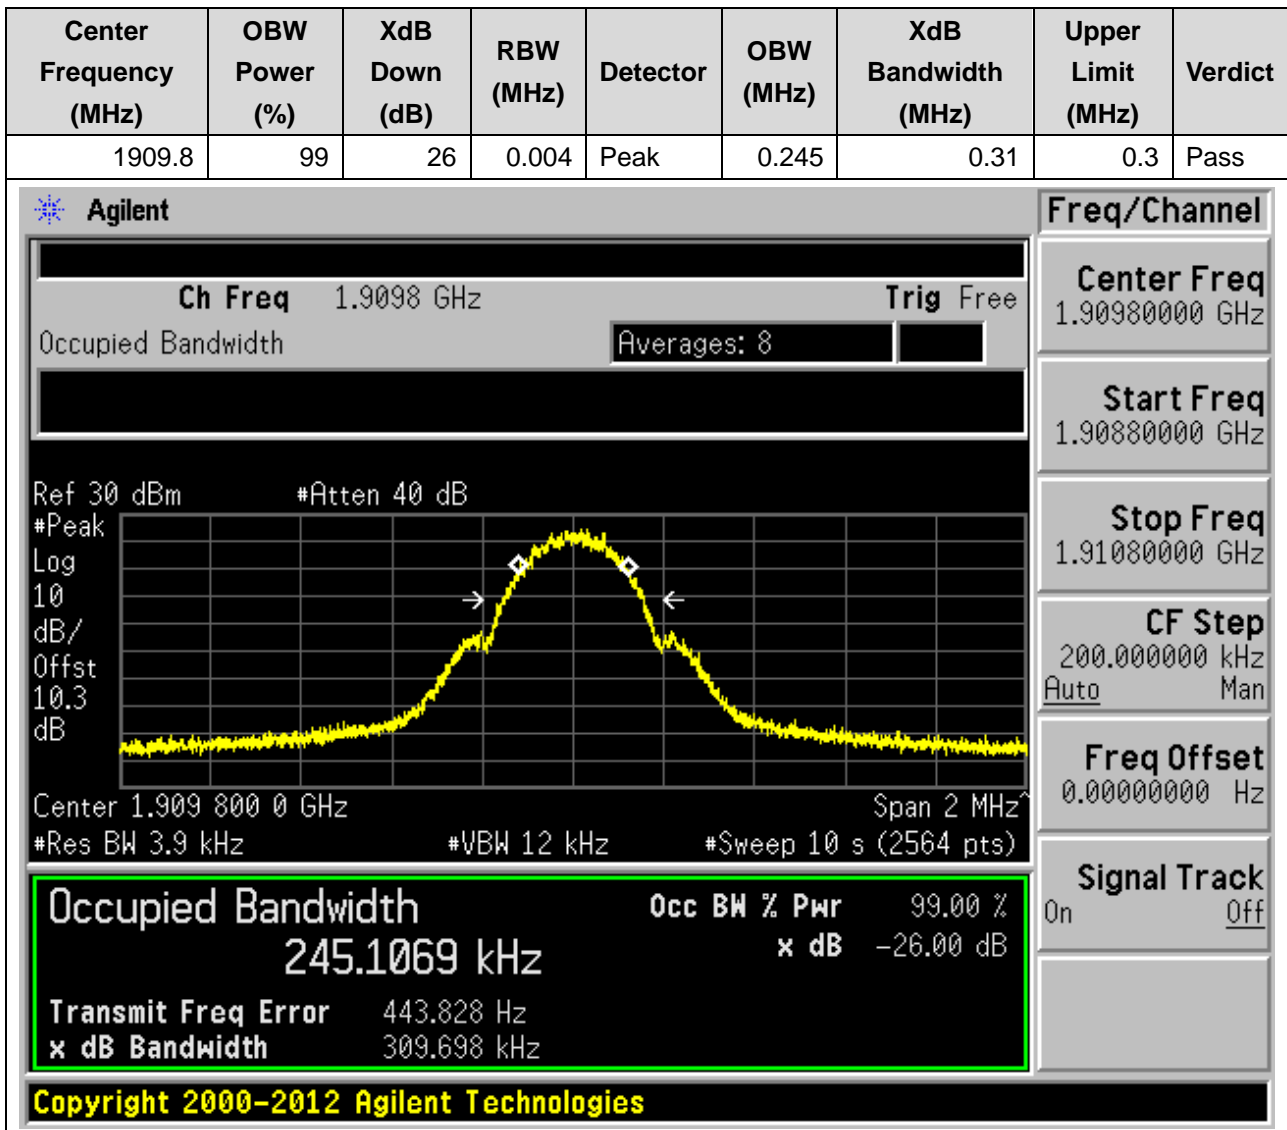 Center Frequency (MHz) OBW Power (%) XdB Down (dB) RBW (MHz) Detector OBW (MHz) XdB Bandwidth (MHz) Upper Limit (MHz) Verdict
1909.8 99 26 0.004 Peak 0.245 0.31 0.3 Pass
Agilent
Freq/Channel
Ch Freq 1.9098 GHz Trig Free
Occupied Bandwidth Averages: 8
Center Freq
1.90980000 GHz
Start Freq
1.90880000 GHz
Stop Freq
1.91080000 GHz
CF Step
200.000000 kHz
Auto Man
Freq Offset
0.00000000 Hz
Signal Track
On Off
Ref 30 dBm #Atten 40 dB
#Peak
Log
10
dB/
Offst
10.3
dB
Center 1.909 800 0 GHz Span 2 MHz^
#Res BW 3.9 kHz #VBW 12 kHz #Sweep 10 s (2564 pts)
Occupied Bandwidth Occ BW % Pwr 99.00 %
245.1069 kHz x dB -26.00 dB
Transmit Freq Error 443.828 Hz
x dB Bandwidth 309.698 kHz
Copyright 2000-2012 Agilent Technologies